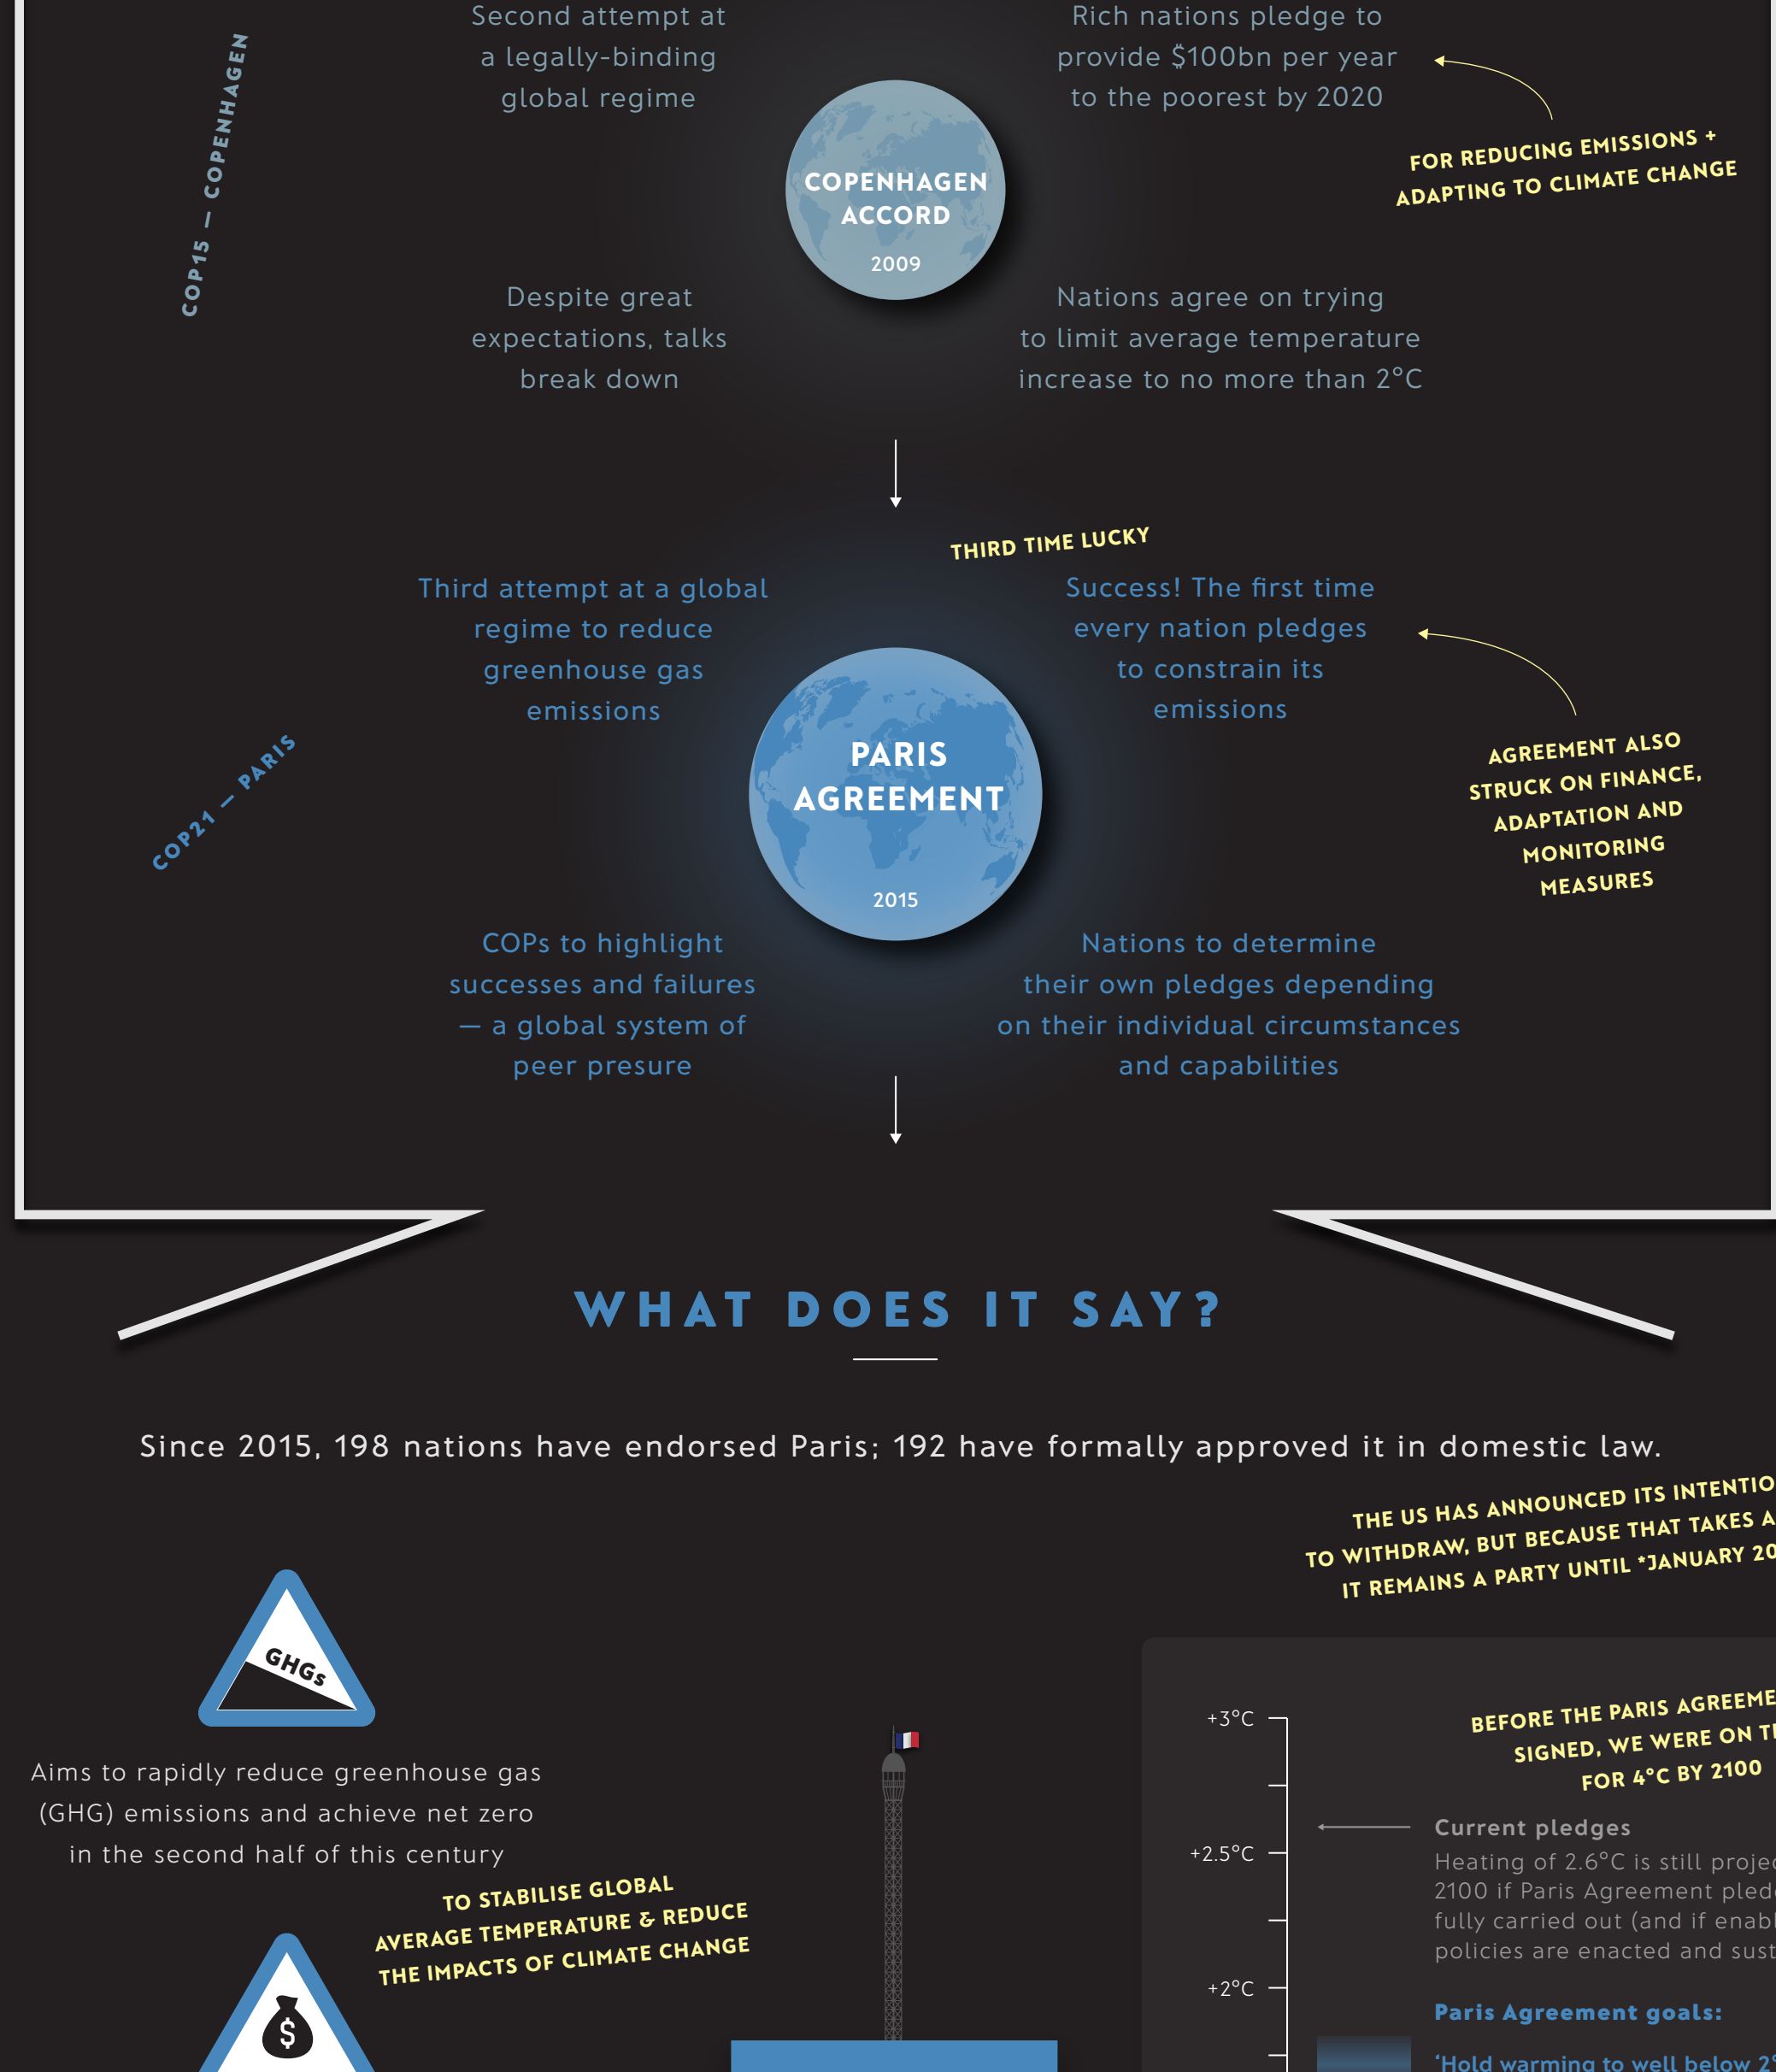 COP15 — COPENHAGEN
Second attempt at
a legally-binding
global regime
Rich nations pledge to
provide $100bn per year
to the poorest by 2020
FOR REDUCING EMISSIONS +
ADAPTING TO CLIMATE CHANGE
COPENHAGEN
ACCORD
2009
Despite great
expectations, talks
break down
Nations agree on trying
to limit average temperature
increase to no more than 2°C
THIRD TIME LUCKY
COP21 — PARIS
Third attempt at a global
regime to reduce
greenhouse gas
emissions
Success! The first time
every nation pledges
to constrain its
emissions
AGREEMENT ALSO
STRUCK ON FINANCE,
ADAPTATION AND
MONITORING
MEASURES
PARIS
AGREEMENT
2015
COPs to highlight
successes and failures
— a global system of
peer presure
Nations to determine
their own pledges depending
on their individual circumstances
and capabilities
WHAT DOES IT SAY?
Since 2015, 198 nations have endorsed Paris; 192 have formally approved it in domestic law.
THE US HAS ANNOUNCED ITS
TO WITHDRAW, BUT BECAUSE THAT TAKES A
IT REMAINS A PARTY UNTIL *JANUARY
GHGs
Aims to rapidly reduce greenhouse gas
(GHG) emissions and achieve net zero
in the second half of this century
TO STABILISE GLOBAL
AVERAGE TEMPERATURE & REDUCE
THE IMPACTS OF CLIMATE CHANGE
$
BEFORE THE PARIS
SIGNED, WE WERE ON
FOR 4°C BY 2100
+3°C
+2.5°C
+2°C
Current pledges
Heating of 2.6°C is still
2100 if Paris Agreement
fully carried out (and if
policies are enacted and
Paris Agreement goals:
‘Hold warming to well below 2°